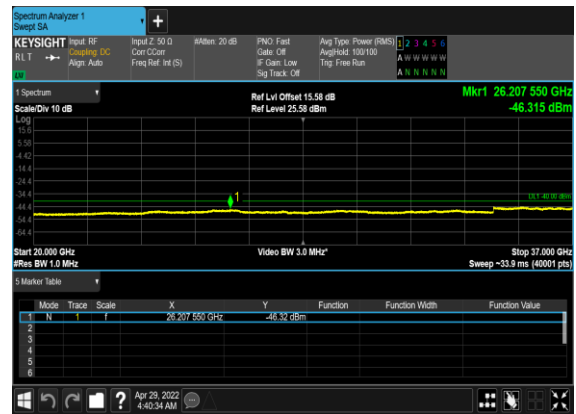 Spectrum Analyzer 1
Swept SA
KEYSIGHT Input: RF Input Z: 50 Ω #Atten: 20 dB PNO: Fast Avg Type: Power (RMS) 1 2 3 4 5 6
RLT Coupling: DC Corr CCorr Gate: Off Avg|Hold: 100/100 A W W W W W
Align: Auto Freq Ref: Int (S) IF Gain: Low Trig: Free Run
Sig Track: Off A N N N N N
1 Spectrum Ref Lvl Offset 15.58 dB Mkr1 26.207 550 GHz
Scale/Div 10 dB Ref Level 25.58 dBm -46.315 dBm
Log
15.6
5.58
-4.42
-14.4
-24.4
-34.4
1
-44.4
-54.4
-64.4
Start 20.000 GHz Video BW 3.0 MHz* Stop 37.000 GHz
#Res BW 1.0 MHz Sweep ~33.9 ms (40001 pts)
5 Marker Table
Mode Trace Scale X Y Function Function Width Function Value
1 N 1 f 26.207 550 GHz -46.32 dBm
2
3
4
5
6
? Apr 29, 2022
4:40:34 AM